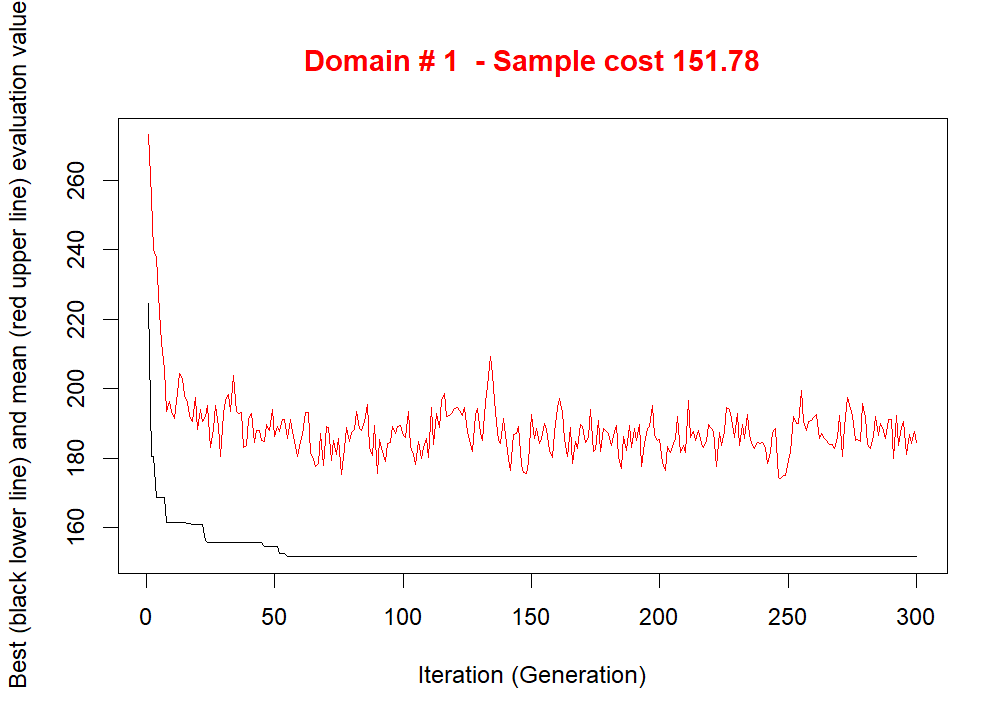 Domain # 1  - Sample cost 151.78
Best (black lower line) and mean (red upper line) evaluation value
260
240
220
200
180
160
0 50 100 150 200 250 300
Iteration (Generation)